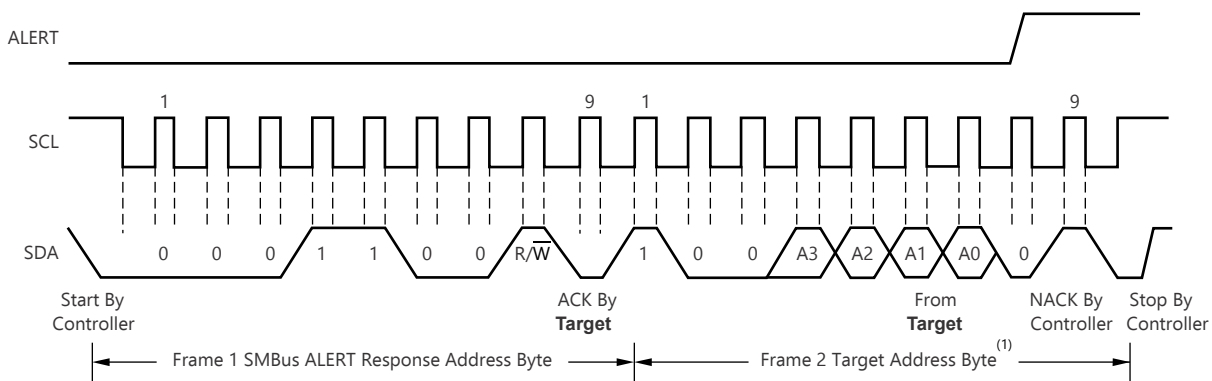 ALERT
1 9 1 9
SCL
SDA 0 0 0 1 1 0 0 R/W̅ 1 0 0 A3 A2 A1 A0 0
Start By
Controller
ACK By
Target
From
Target
NACK By
Controller
Stop By
Controller
Frame 1 SMBus ALERT Response Address Byte
Frame 2 Target Address Byte(1)